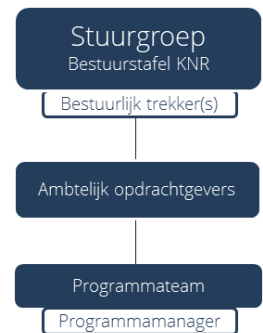 Stuurgroep
Bestuurstafel KNR
Bestuurlijk trekker(s)
Ambtelijk opdrachtgevers
Programmateam
Programmamanager